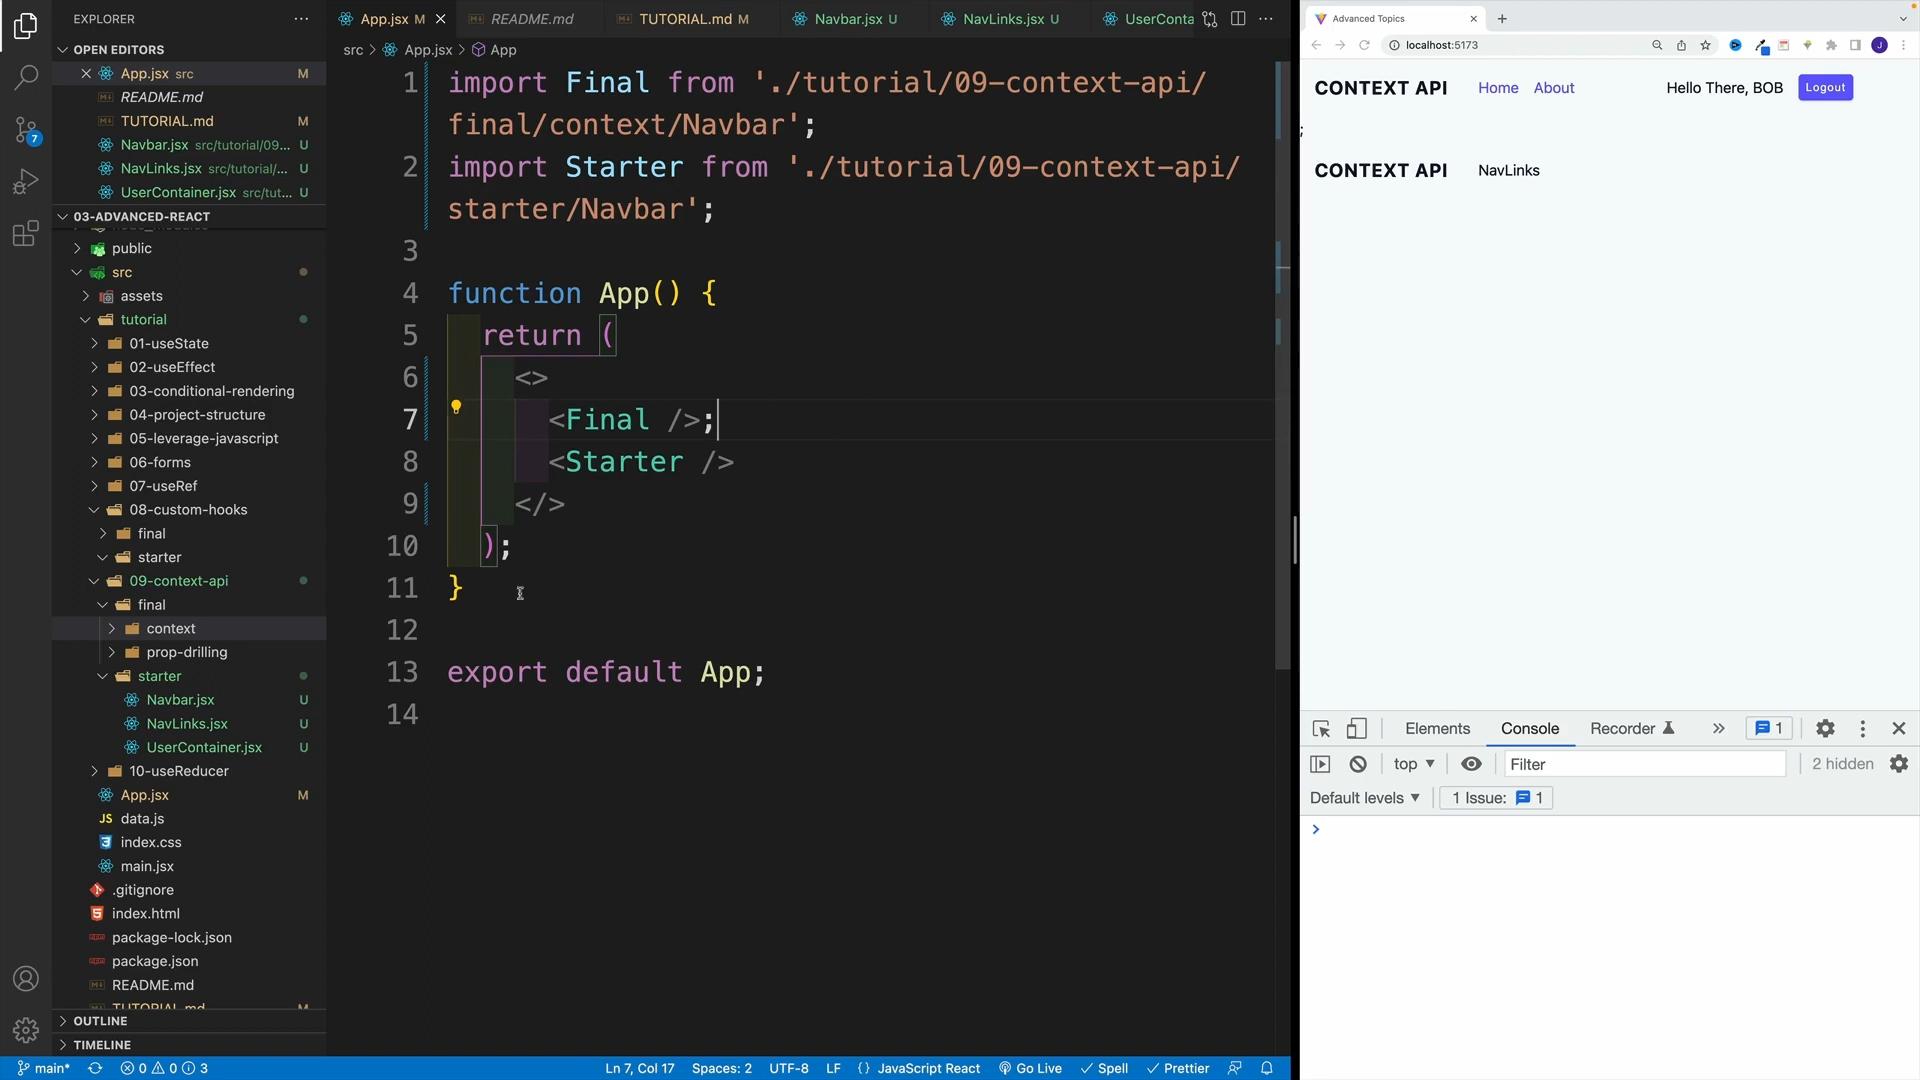 EXPLORER
OPEN EDITORS
App.jsx src M
README.md
TUTORIAL.md M
Navbar.jsx src/tutorial/09... U
NavLinks.jsx src/tutorial/... U
UserContainer.jsx src/tut... U
03-ADVANCED-REACT
public
src
assets
tutorial
01-useState
02-useEffect
03-conditional-rendering
04-project-structure
05-leverage-javascript
06-forms
07-useRef
08-custom-hooks
final
starter
09-context-api
final
context
prop-drilling
starter
Navbar.jsx U
NavLinks.jsx U
UserContainer.jsx U
10-useReducer
App.jsx M
JS data.js
index.css
main.jsx
.gitignore
index.html
package-lock.json
package.json
README.md
TUTORIAL.md M
OUTLINE
TIMELINE
7
App.jsx M
README.md
TUTORIAL.md M
Navbar.jsx U
NavLinks.jsx U
UserConta
src > App.jsx > App
1 import Final from './tutorial/09-context-api/
final/context/Navbar';
2 import Starter from './tutorial/09-context-api/
starter/Navbar';
3
4 function App() {
5 return (
6 <>
7 <Final />;
8 <Starter />
9 </>
10 );
11 }
12
13 export default App;
14
main* 0 0 3
Ln 7, Col 17
Spaces: 2
UTF-8
LF
{} JavaScript React
Go Live
Spell
Prettier
Advanced Topics
localhost:5173
J
CONTEXT API Home About Hello There, BOB Logout
;
CONTEXT API NavLinks
Elements Console Recorder 1
top Filter 2 hidden
Default levels 1 Issue: 1